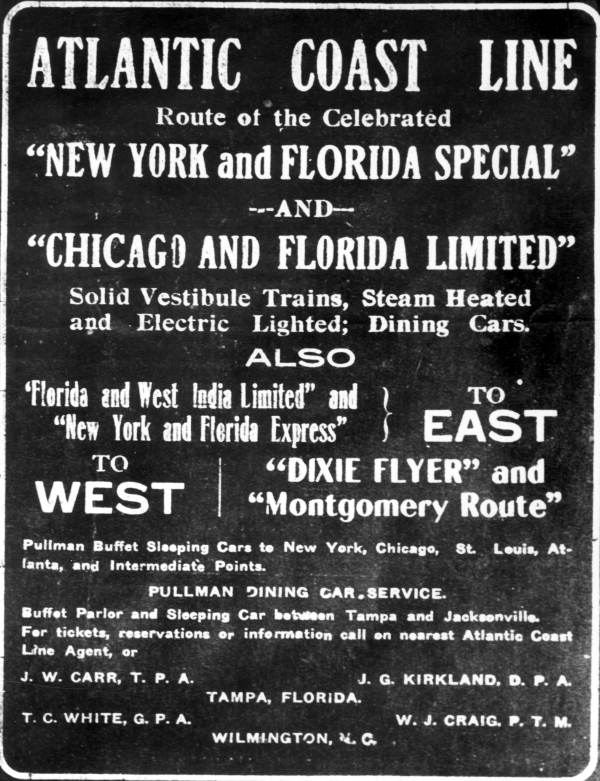 ATLANTIC COAST LINE
Route of the Celebrated
"NEW YORK and FLORIDA SPECIAL"
---AND---
"CHICAGO AND FLORIDA LIMITED"
Solid Vestibule Trains, Steam Heated
and Electric Lighted; Dining Cars.
ALSO
"Florida and West India Limited" and
"New York and Florida Express"
TO
EAST
TO
WEST
"DIXIE FLYER" and
"Montgomery Route"
Pullman Buffet Sleeping Cars to New York, Chicago, St. Louis, At-
lanta, and Intermediate Points.
PULLMAN DINING CAR SERVICE.
Buffet Parlor and Sleeping Car between Tampa and Jacksonville.
For tickets, reservations or information call on nearest Atlantic Coast
Line Agent, or
J. W. CARR, T. P. A. J. G. KIRKLAND, D. P. A.
TAMPA, FLORIDA.
T. C. WHITE, G. P. A. W. J. CRAIG, P. T. M.
WILMINGTON, N. C.